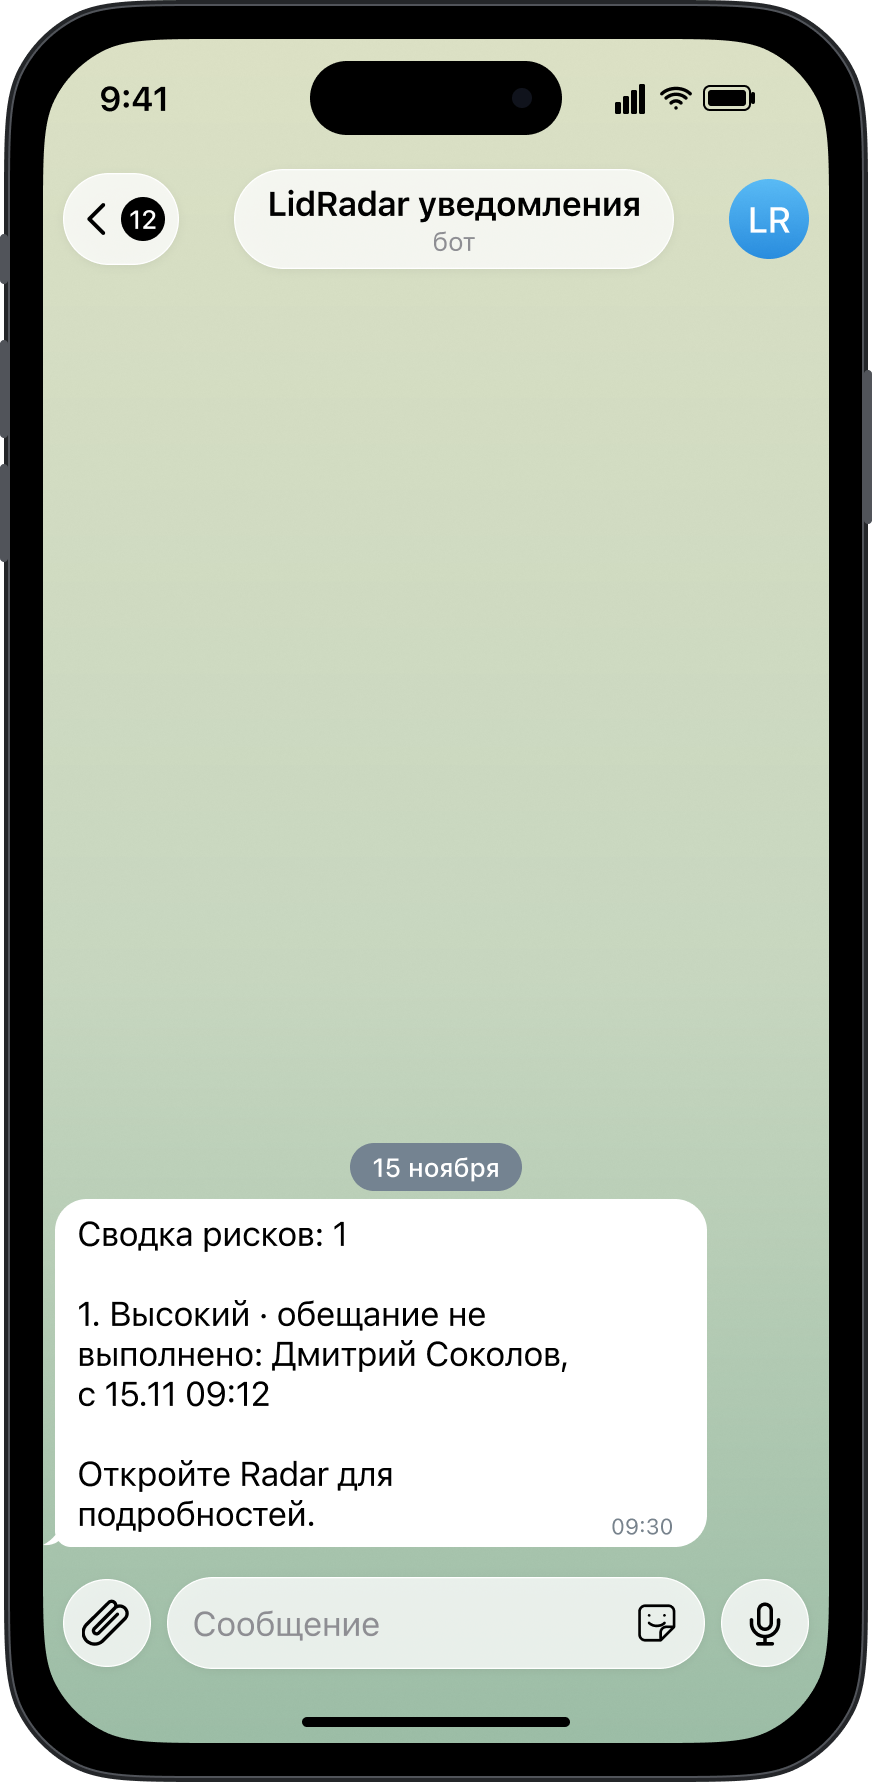 9:41
12
LidRadar уведомления
бот
LR
15 ноября
Сводка рисков: 1
1. Высокий · обещание не
выполнено: Дмитрий Соколов,
с 15.11 09:12
Откройте Radar для
подробностей.
09:30
Сообщение